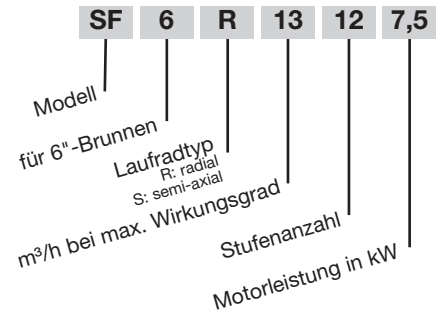 SF 6 R 13 12 7,5
Modell
für 6"-Brunnen
Laufradtyp
R: radial
S: semi-axial
m³/h bei max. Wirkungsgrad
Stufenanzahl
Motorleistung in kW